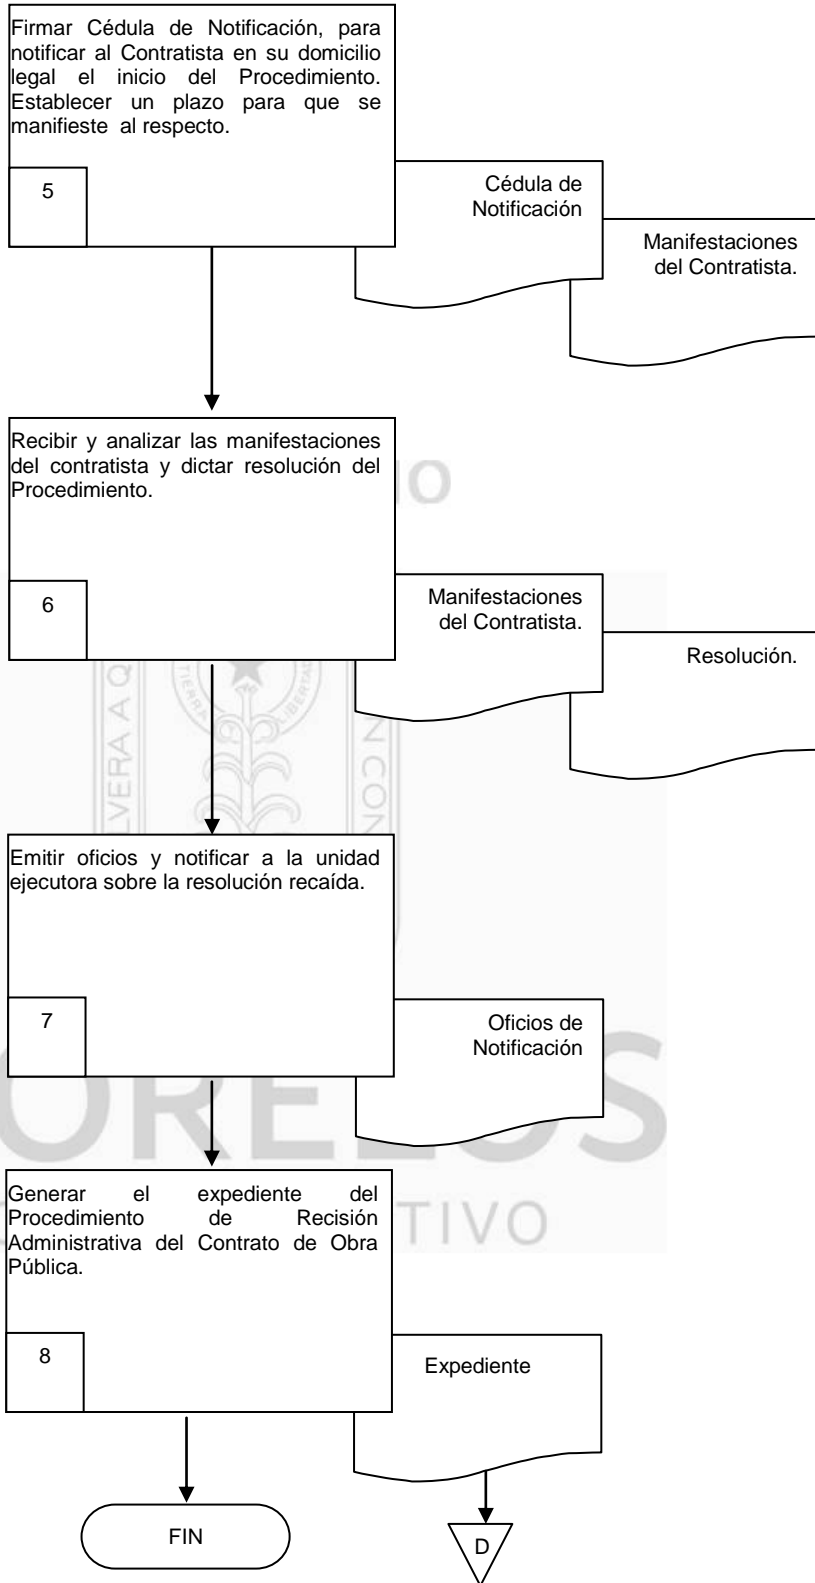 Firmar Cédula de Notificación, para
notificar al Contratista en su domicilio
legal el inicio del Procedimiento.
Establecer un plazo para que se
manifieste al respecto.
5
Cédula de
Notificación
Manifestaciones
del Contratista.
Recibir y analizar las manifestaciones
del contratista y dictar resolución del
Procedimiento.
6
Manifestaciones
del Contratista.
Resolución.
TIERRA
LIBERTAD
Emitir oficios y notificar a la unidad
ejecutora sobre la resolución recaída.
7
Oficios de
Notificación
Generar el expediente del
Procedimiento de Recisión
Administrativa del Contrato de Obra
Pública.
8
Expediente
FIN
D